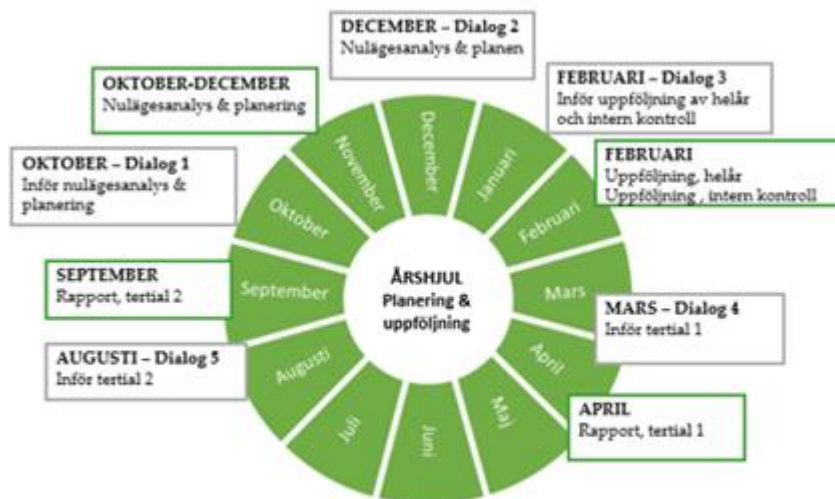 DECEMBER – Dialog 2
Nulägesanalys & planen
OKTOBER-DECEMBER
Nulägesanalys & planering
FEBRUARI – Dialog 3
Inför uppföljning av helår
och intern kontroll
OKTOBER – Dialog 1
Inför nulägesanalys &
planering
FEBRUARI
Uppföljning, helår
Uppföljning , intern kontroll
SEPTEMBER
Rapport, tertial 2
MARS – Dialog 4
Inför tertial 1
AUGUSTI – Dialog 5
Inför tertial 2
APRIL
Rapport, tertial 1
ÅRSHJUL
Planering &
uppföljning
Januari
Februari
Mars
April
Maj
Juni
Juli
Augusti
September
Oktober
November
December